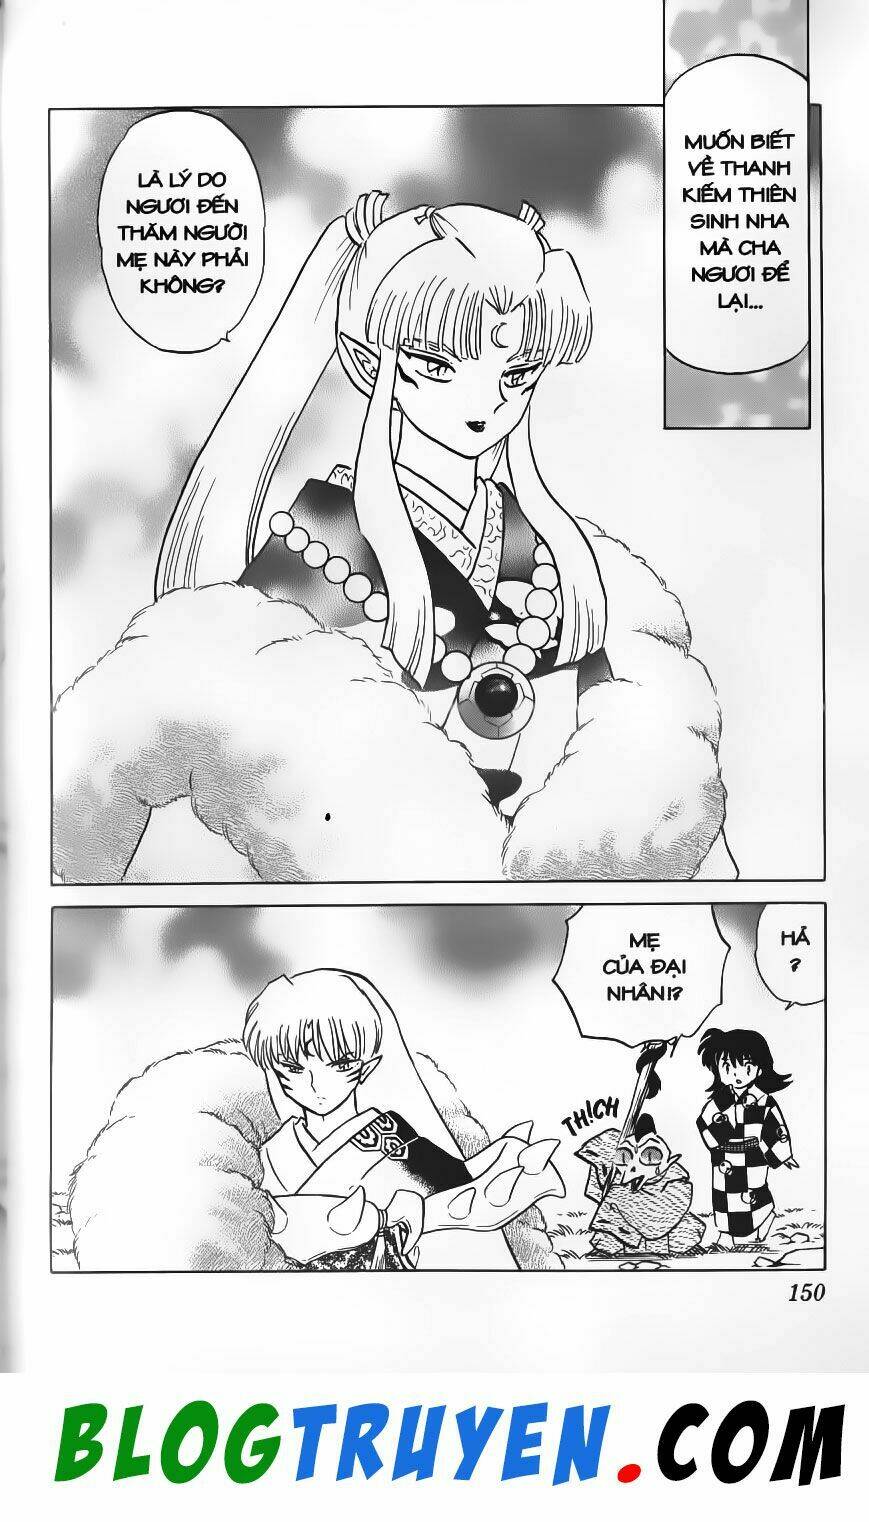 MUỐN BIẾT
VỀ THANH
KIẾM THIÊN
SINH NHA
MÀ CHA
NGƯƠI ĐỂ
LẠI...
LÀ LÝ DO
NGƯƠI ĐẾN
THĂM NGƯỜI
MẸ NÀY PHẢI
KHÔNG?
HẢ
?
MẸ
CỦA ĐẠI
NHÂN!?
THỊCH
150
BLOGTRUYEN.COM